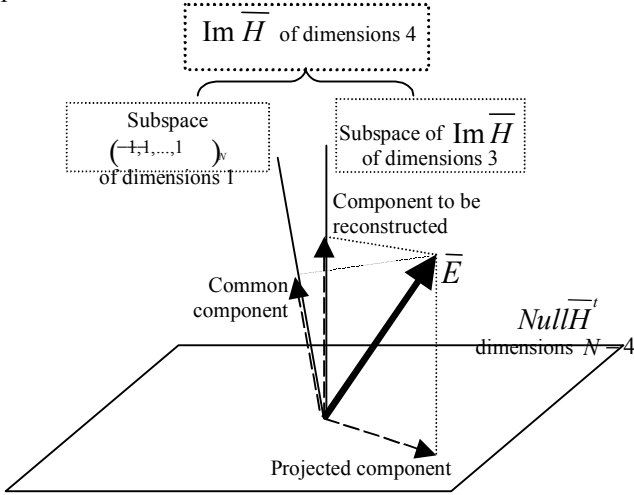 Im H̅ of dimensions 4
Subspace
(1,1,...,1)N
of dimensions 1
Subspace of Im H̅
of dimensions 3
Component to be
reconstructed
Common
component
E̅
NullH̅ᵗ
dimensions N – 4
Projected component